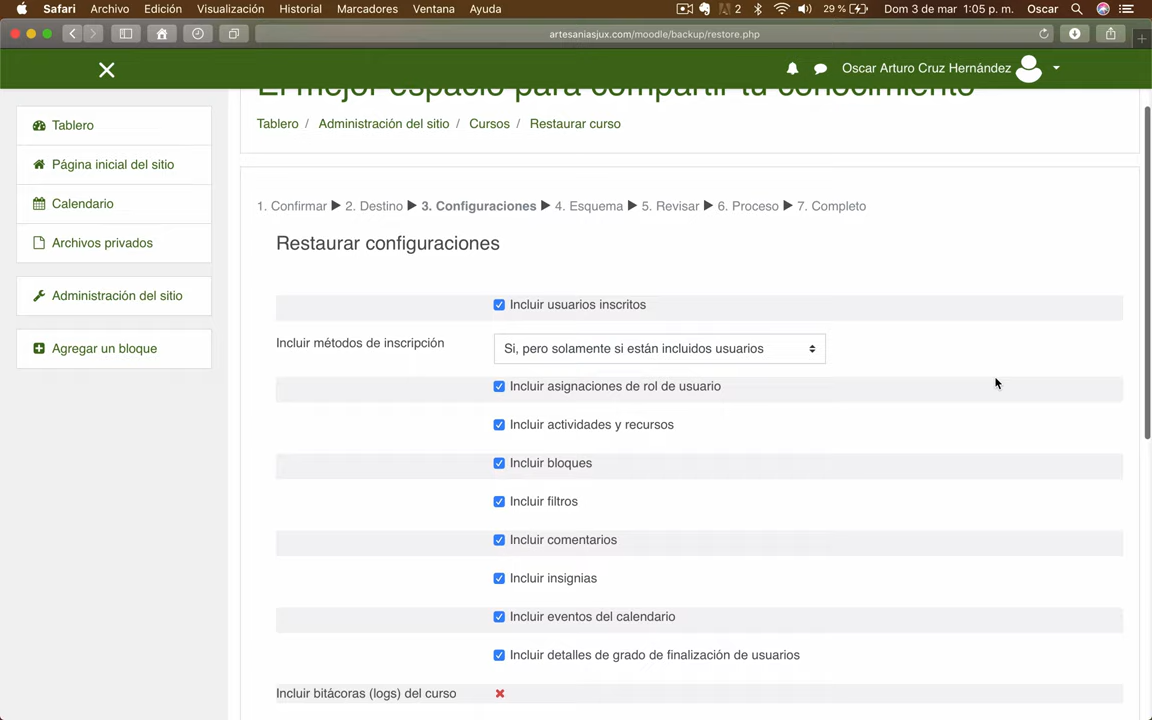 Safari Archivo Edición Visualización Historial Marcadores Ventana Ayuda 2 29 % Dom 3 de mar 1:05 p. m. Oscar
artesaniasjux.com/moodle/backup/restore.php
Oscar Arturo Cruz Hernández
El mejor espacio para compartir tu conocimiento
Tablero / Administración del sitio / Cursos / Restaurar curso
Tablero
Página inicial del sitio
Calendario
Archivos privados
Administración del sitio
Agregar un bloque
1. Confirmar ► 2. Destino ► 3. Configuraciones ► 4. Esquema ► 5. Revisar ► 6. Proceso ► 7. Completo
Restaurar configuraciones
Incluir usuarios inscritos
Incluir métodos de inscripción Si, pero solamente si están incluidos usuarios
Incluir asignaciones de rol de usuario
Incluir actividades y recursos
Incluir bloques
Incluir filtros
Incluir comentarios
Incluir insignias
Incluir eventos del calendario
Incluir detalles de grado de finalización de usuarios
Incluir bitácoras (logs) del curso